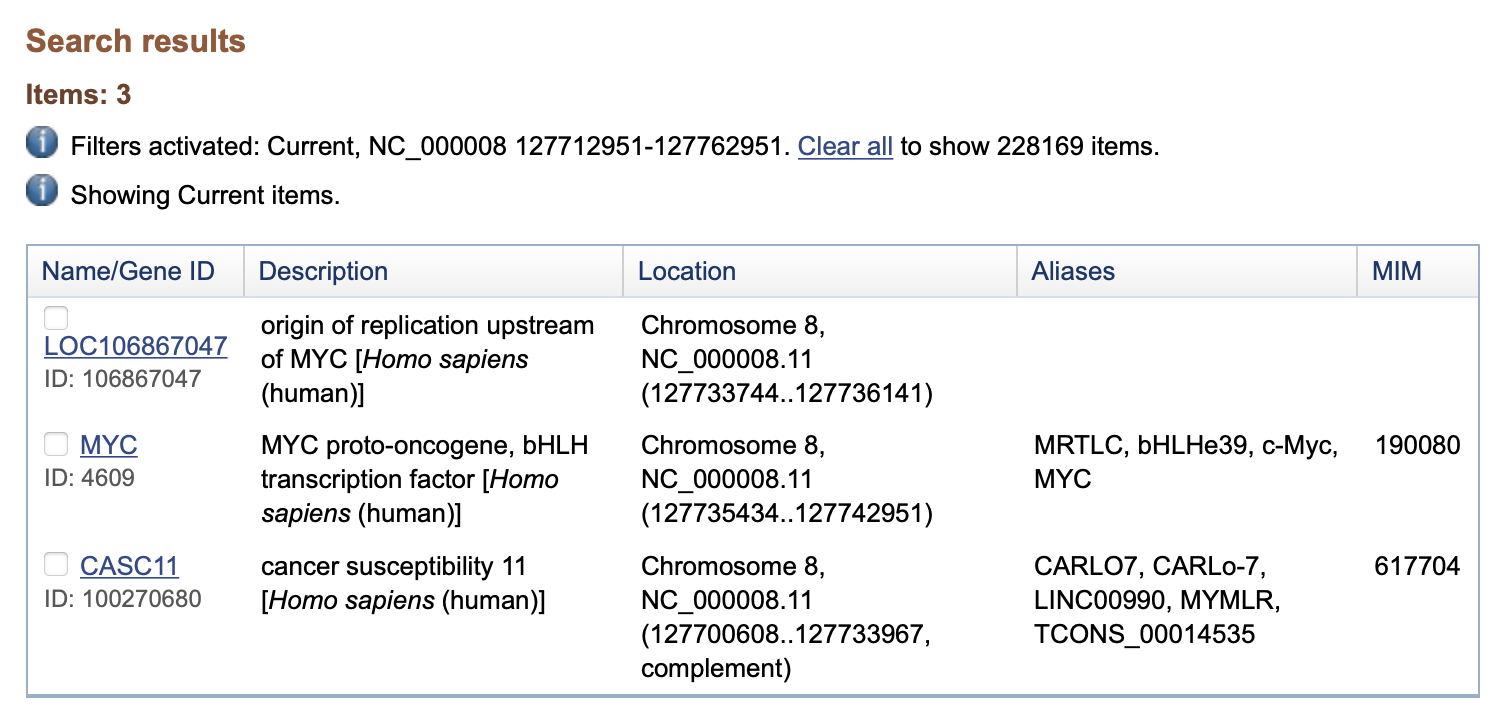 Search results
Items: 3
Filters activated: Current, NC_000008 127712951-127762951. Clear all to show 228169 items.
Showing Current items.
Name/Gene ID Description Location Aliases MIM
LOC106867047
ID: 106867047
origin of replication upstream
of MYC [Homo sapiens
(human)]
Chromosome 8,
NC_000008.11
(127733744..127736141)
MYC
ID: 4609
MYC proto-oncogene, bHLH
transcription factor [Homo
sapiens (human)]
Chromosome 8,
NC_000008.11
(127735434..127742951)
MRTLC, bHLHe39, c-Myc,
MYC
190080
CASC11
ID: 100270680
cancer susceptibility 11
[Homo sapiens (human)]
Chromosome 8,
NC_000008.11
(127700608..127733967,
complement)
CARLO7, CARLo-7,
LINC00990, MYMLR,
TCONS_00014535
617704